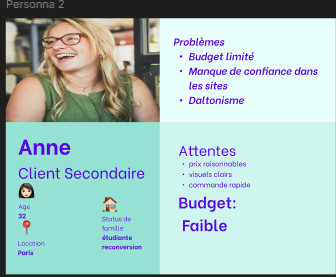 Personna 2
Problèmes
• Budget limité
• Manque de confiance dans
les sites
• Daltonisme
Anne
Client Secondaire
Age
32
Location
Paris
Status de
famille
étudiante
reconversion
Attentes
• prix raisonnables
• visuels clairs
• commande rapide
Budget:
Faible